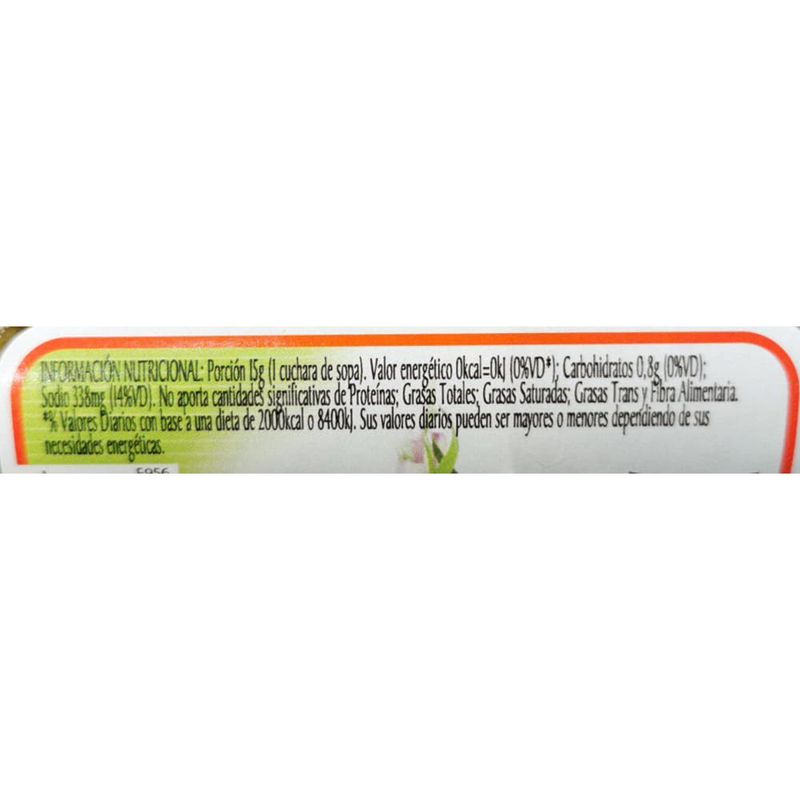 INFORMACIÓN NUTRICIONAL: Porción 15g (1 cuchara de sopa). Valor energético 0kcal=0kJ (0%VD*); Carbohidratos 0,8g (0%VD);
Sodio 338mg (14%VD). No aporta cantidades significativas de Proteínas; Grasas Totales; Grasas Saturadas; Grasas Trans y Fibra Alimentaria.
*% Valores Diarios con base a una dieta de 2000kcal o 8400kJ. Sus valores diarios pueden ser mayores o menores dependiendo de sus
necesidades energéticas.